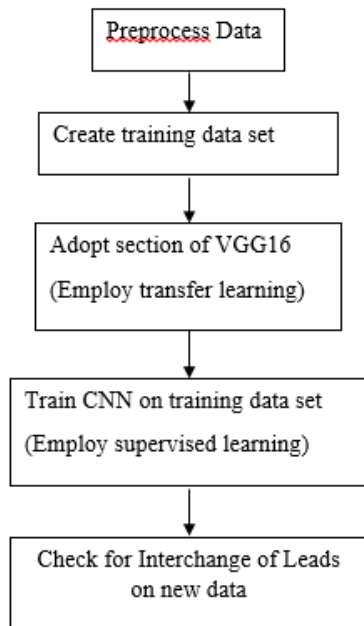 Preprocess Data
Create training data set
Adopt section of VGG16
(Employ transfer learning)
Train CNN on training data set
(Employ supervised learning)
Check for Interchange of Leads
on new data